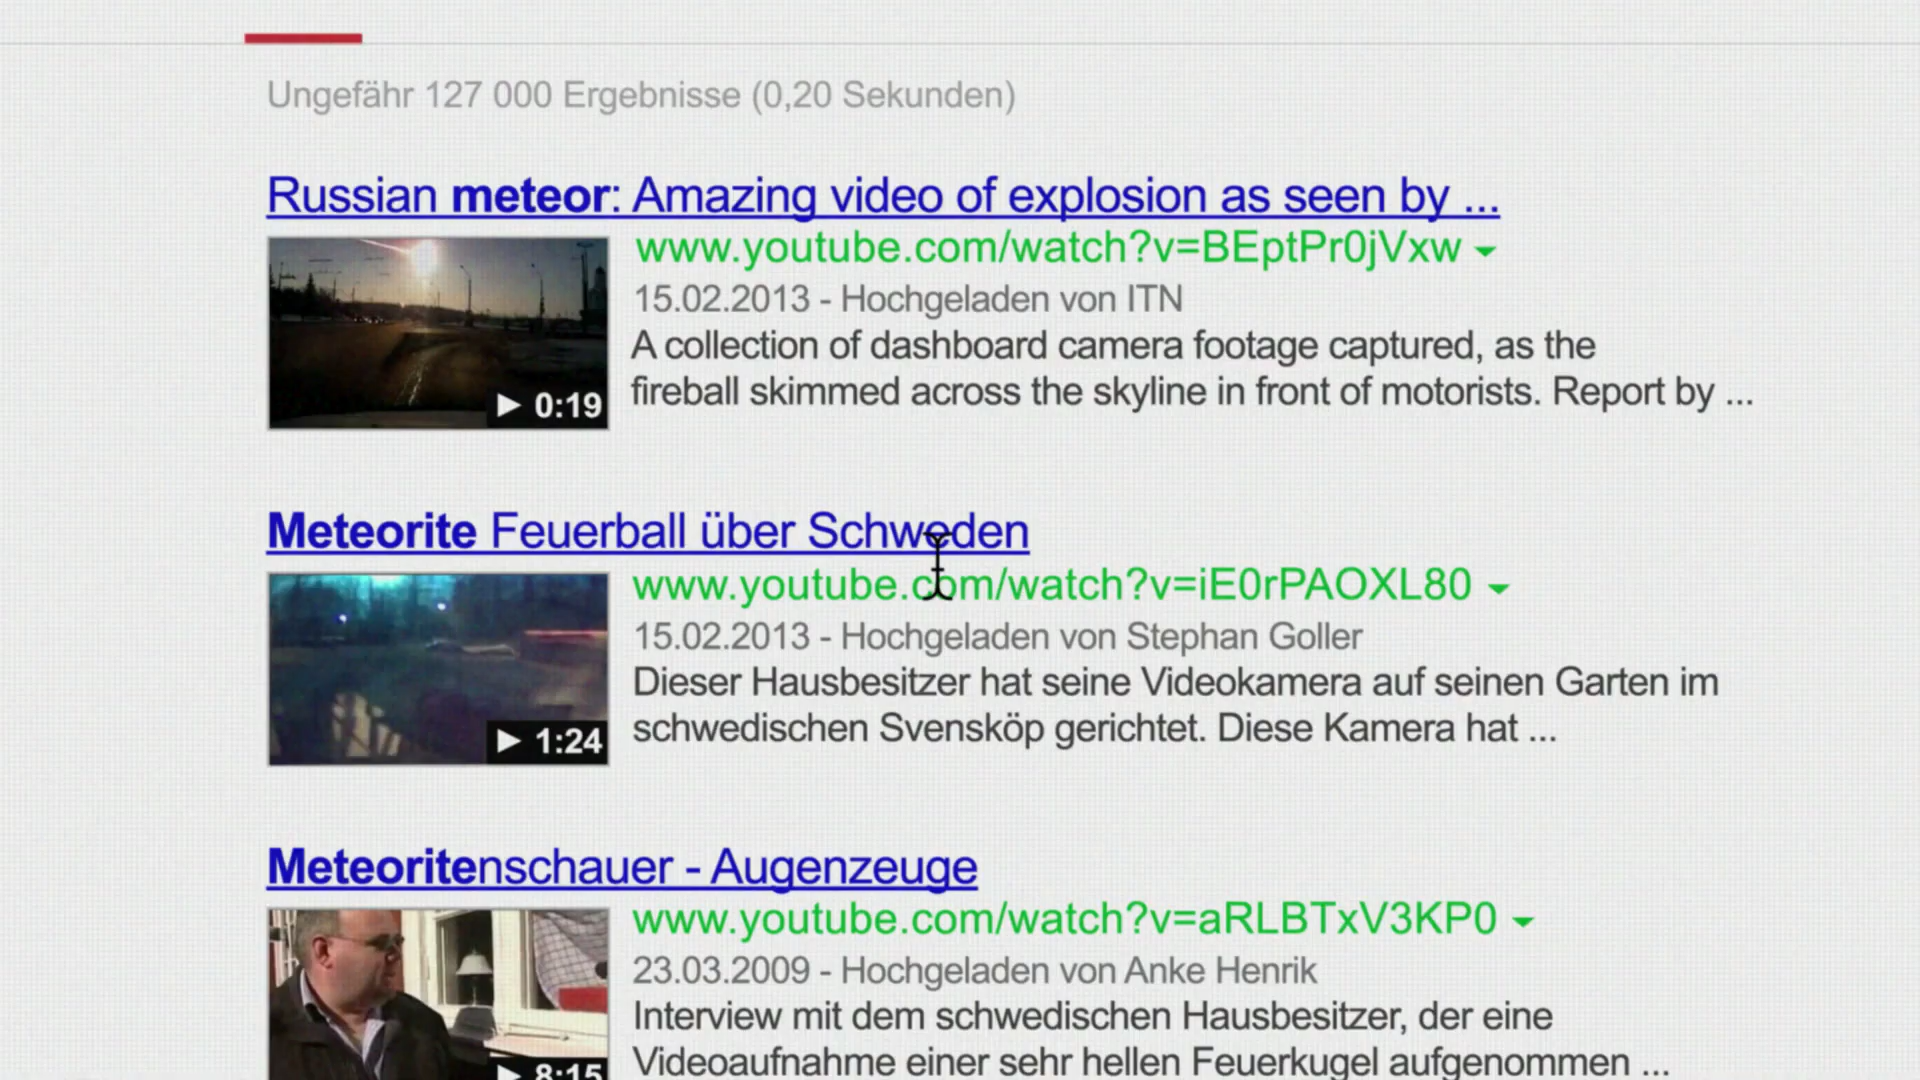 Ungefähr 127 000 Ergebnisse (0,20 Sekunden)
Russian meteor: Amazing video of explosion as seen by ...
www.youtube.com/watch?v=BEptPr0jVxw
15.02.2013 - Hochgeladen von ITN
A collection of dashboard camera footage captured, as the
fireball skimmed across the skyline in front of motorists. Report by ...
0:19
Meteorite Feuerball über Schweden
www.youtube.com/watch?v=iE0rPAOXL80
15.02.2013 - Hochgeladen von Stephan Goller
Dieser Hausbesitzer hat seine Videokamera auf seinen Garten im
schwedischen Svensköp gerichtet. Diese Kamera hat ...
1:24
Meteoritenschauer - Augenzeuge
www.youtube.com/watch?v=aRLBTxV3KP0
23.03.2009 - Hochgeladen von Anke Henrik
Interview mit dem schwedischen Hausbesitzer, der eine
Videoaufnahme einer sehr hellen Feuerkugel aufgenommen ...
8:15